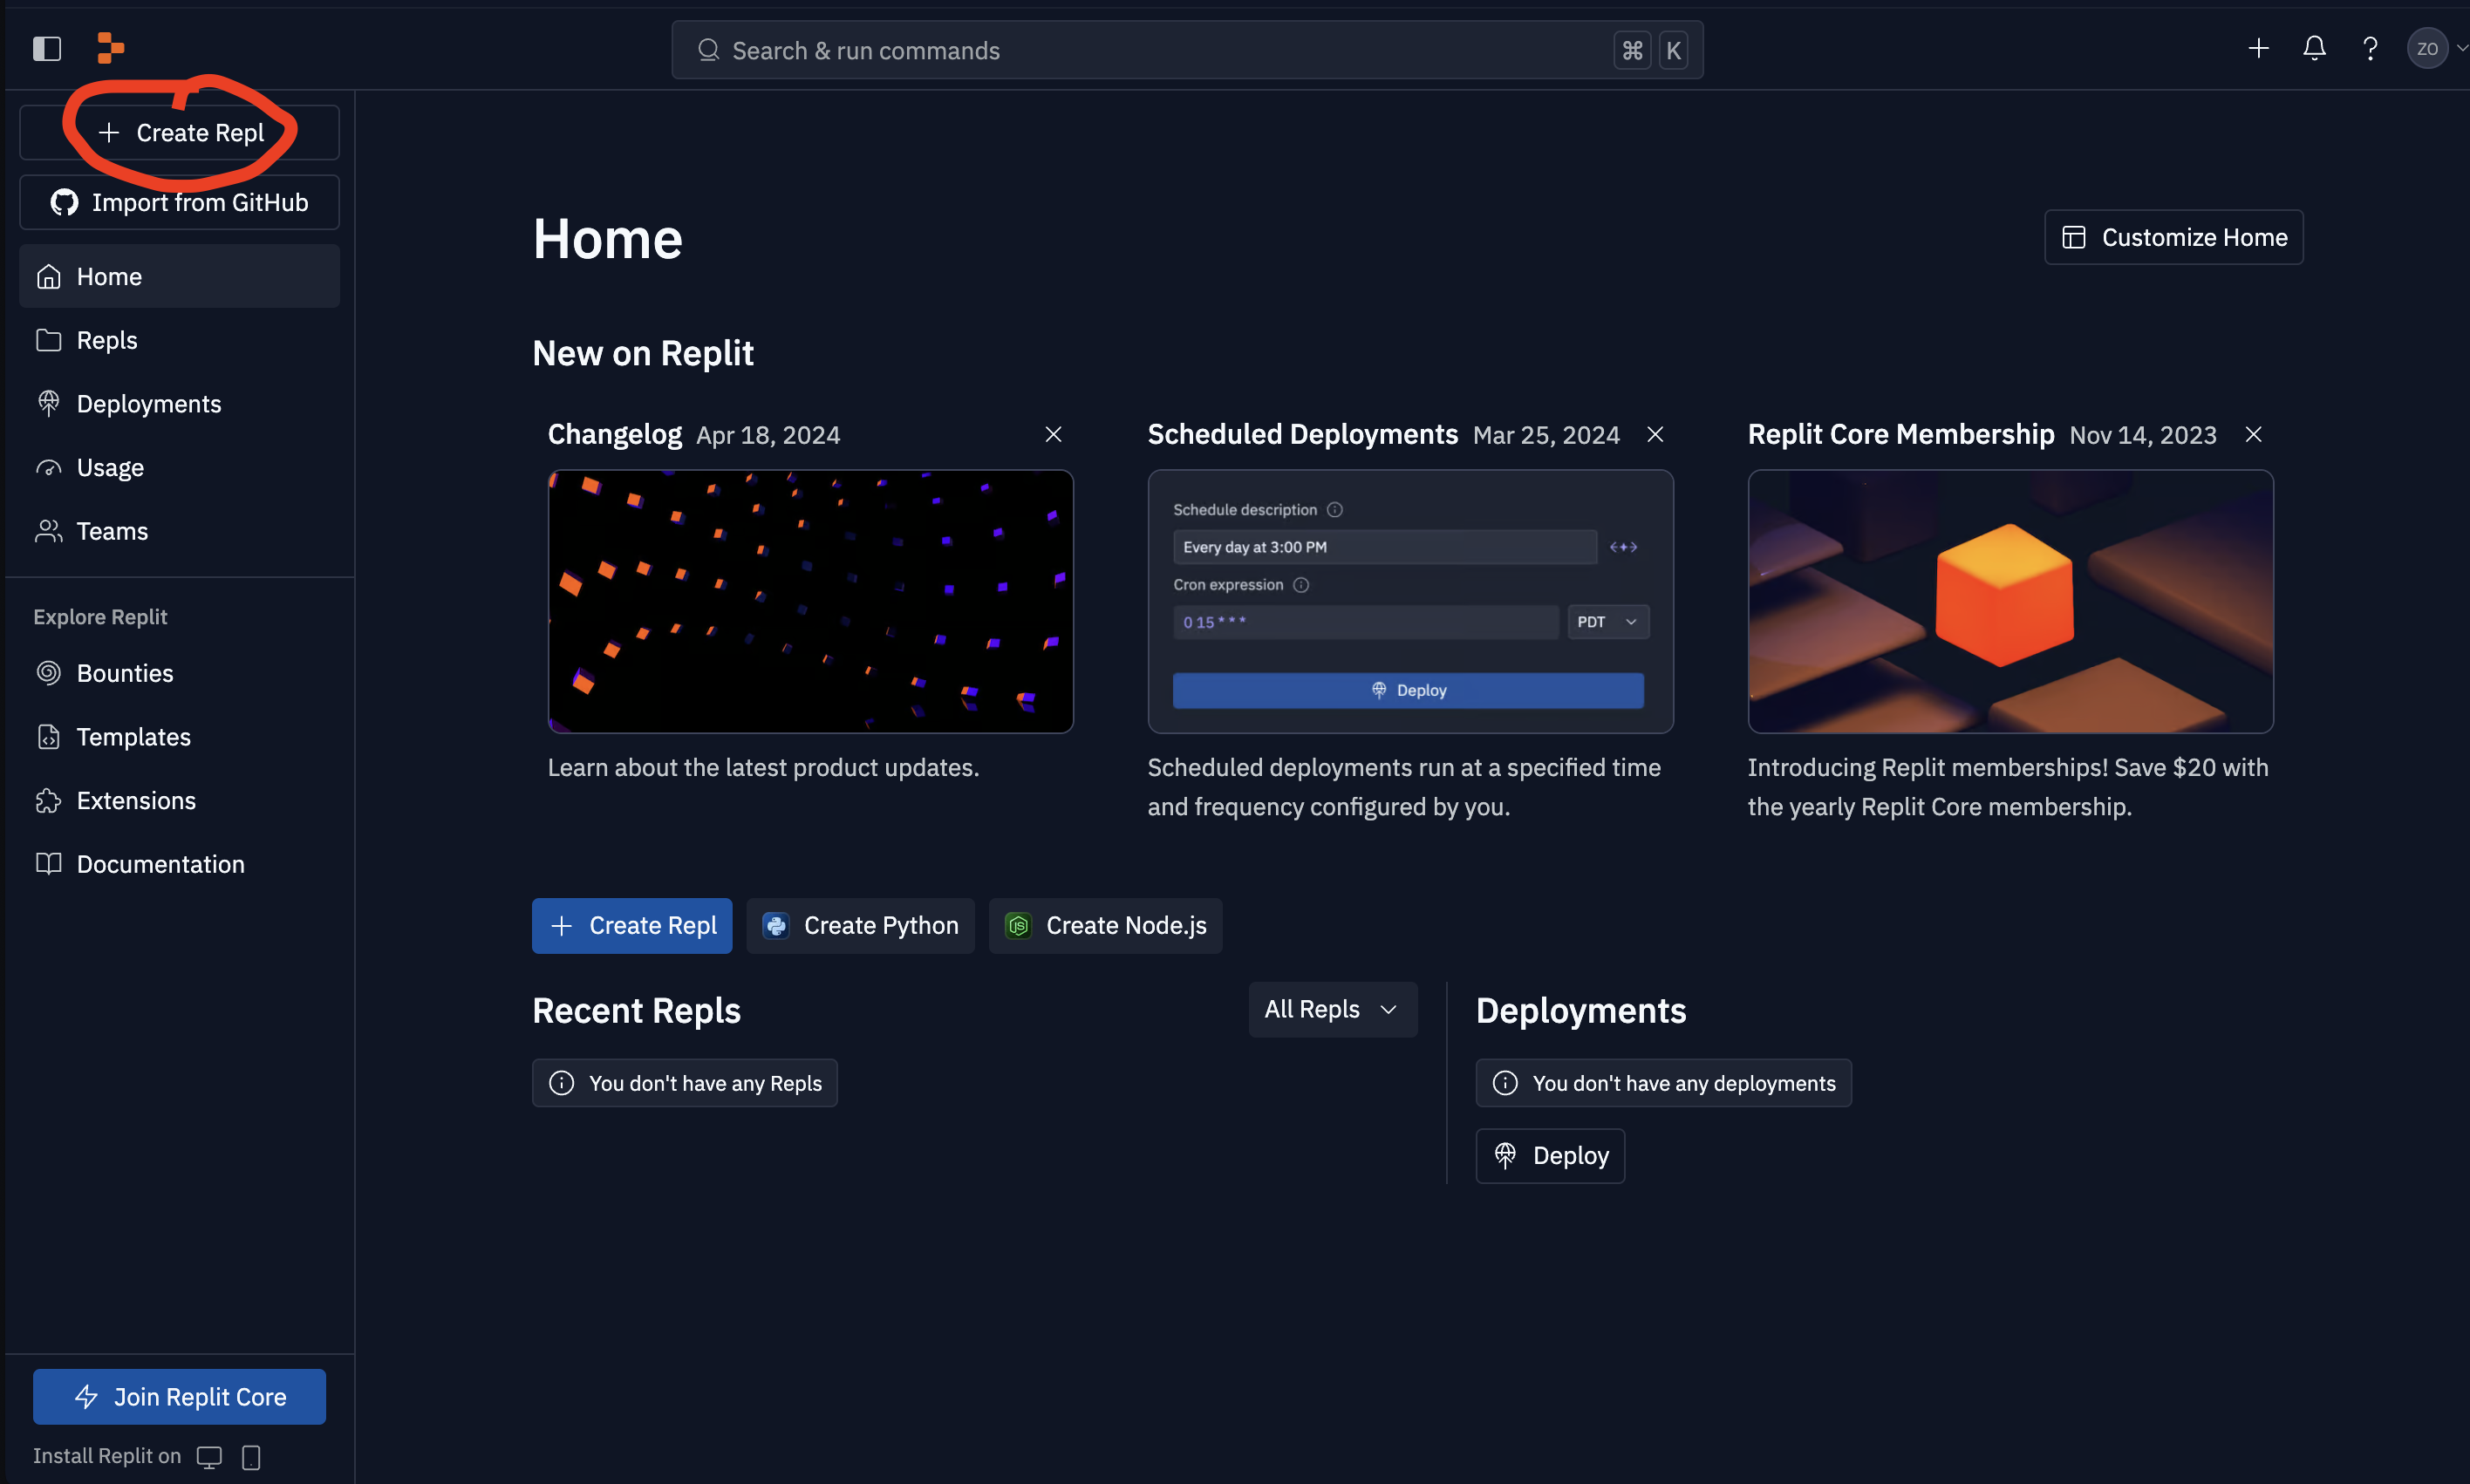 Search & run commands ⌘ K
ZO
+ Create Repl
Import from GitHub
Home
Repls
Deployments
Usage
Teams
Explore Replit
Bounties
Templates
Extensions
Documentation
Join Replit Core
Install Replit on
Home
Customize Home
New on Replit
Changelog Apr 18, 2024
Learn about the latest product updates.
Scheduled Deployments Mar 25, 2024
Schedule description
Every day at 3:00 PM
Cron expression
0 15 * * *
PDT
Deploy
Scheduled deployments run at a specified time
and frequency configured by you.
Replit Core Membership Nov 14, 2023
Introducing Replit memberships! Save $20 with
the yearly Replit Core membership.
+ Create Repl
Create Python
JS Create Node.js
Recent Repls
All Repls
You don't have any Repls
Deployments
You don't have any deployments
Deploy